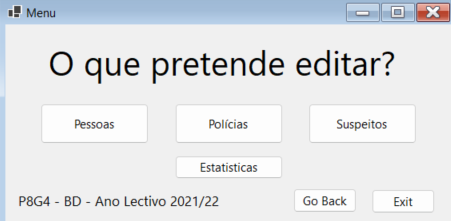 Menu
O que pretende editar?
Pessoas
Polícias
Suspeitos
Estatisticas
P8G4 - BD - Ano Lectivo 2021/22
Go Back
Exit